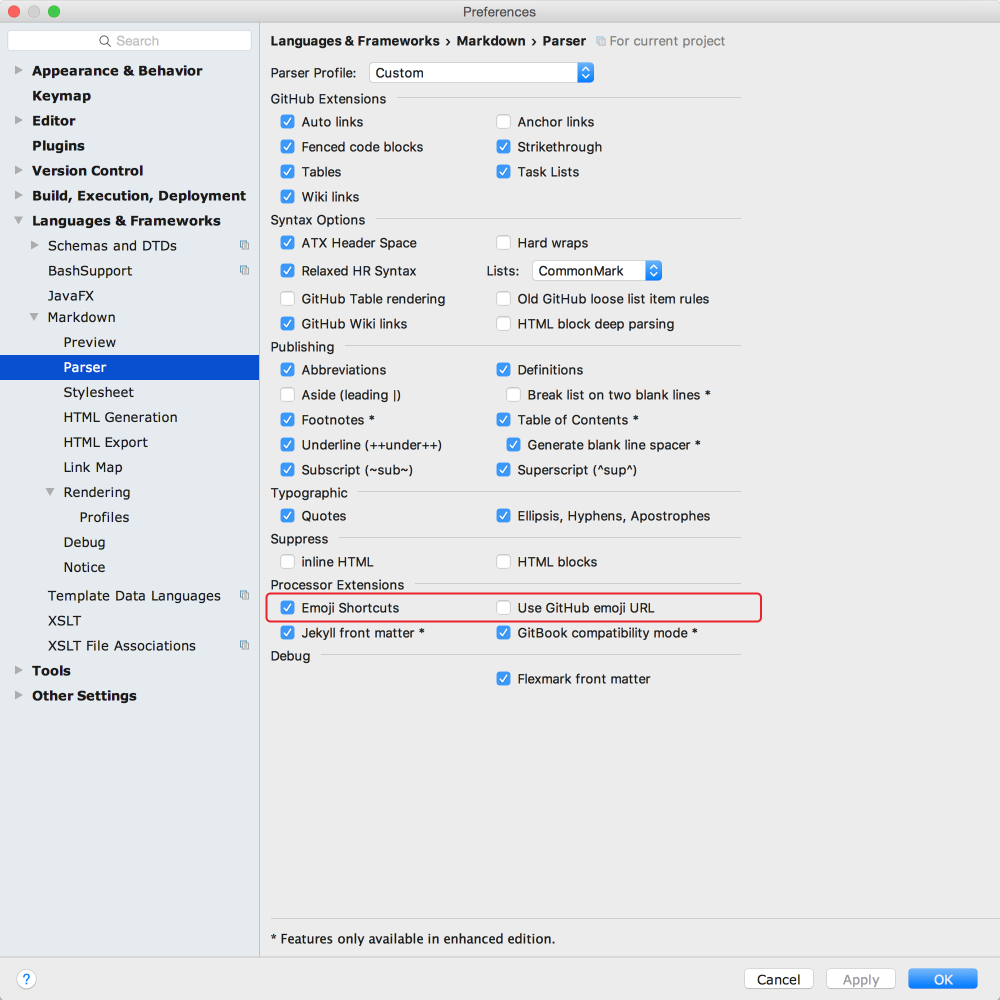 Preferences
Search
Appearance & Behavior
Keymap
Editor
Plugins
Version Control
Build, Execution, Deployment
Languages & Frameworks
Schemas and DTDs
BashSupport
JavaFX
Markdown
Preview
Parser
Stylesheet
HTML Generation
HTML Export
Link Map
Rendering
Profiles
Debug
Notice
Template Data Languages
XSLT
XSLT File Associations
Tools
Other Settings
Languages & Frameworks › Markdown › Parser For current project
Parser Profile: Custom
GitHub Extensions
Auto links Anchor links
Fenced code blocks Strikethrough
Tables Task Lists
Wiki links
Syntax Options
ATX Header Space Hard wraps
Relaxed HR Syntax Lists: CommonMark
GitHub Table rendering Old GitHub loose list item rules
GitHub Wiki links HTML block deep parsing
Publishing
Abbreviations Definitions
Aside (leading |) Break list on two blank lines *
Footnotes * Table of Contents *
Underline (++under++) Generate blank line spacer *
Subscript (~sub~) Superscript (^sup^)
Typographic
Quotes Ellipsis, Hyphens, Apostrophes
Suppress
inline HTML HTML blocks
Processor Extensions
Emoji Shortcuts Use GitHub emoji URL
Jekyll front matter * GitBook compatibility mode *
Debug
Flexmark front matter
* Features only available in enhanced edition.
? Cancel Apply OK